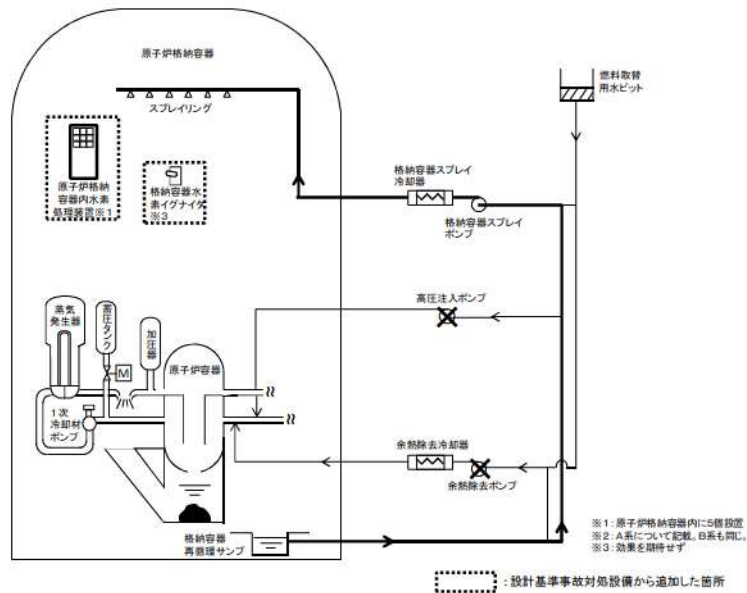 原子炉格納容器
燃料取替
用水ピット
スプレイリング
原子炉格納
容器内水素
処理装置※1
格納容器水
素イグナイタ
※3
格納容器スプレイ
冷却器
格納容器スプレイ
ポンプ
蒸気
発生器
蓄圧タンク
加圧器
高圧注入ポンプ
M
原子炉容器
1次
冷却材
ポンプ
余熱除去冷却器
余熱除去ポンプ
格納容器
再循環サンプ
※1:原子炉格納容器内に5個設置
※2:A系について記載。B系も同じ。
※3:効果を期待せず
:設計基準事故対処設備から追加した箇所